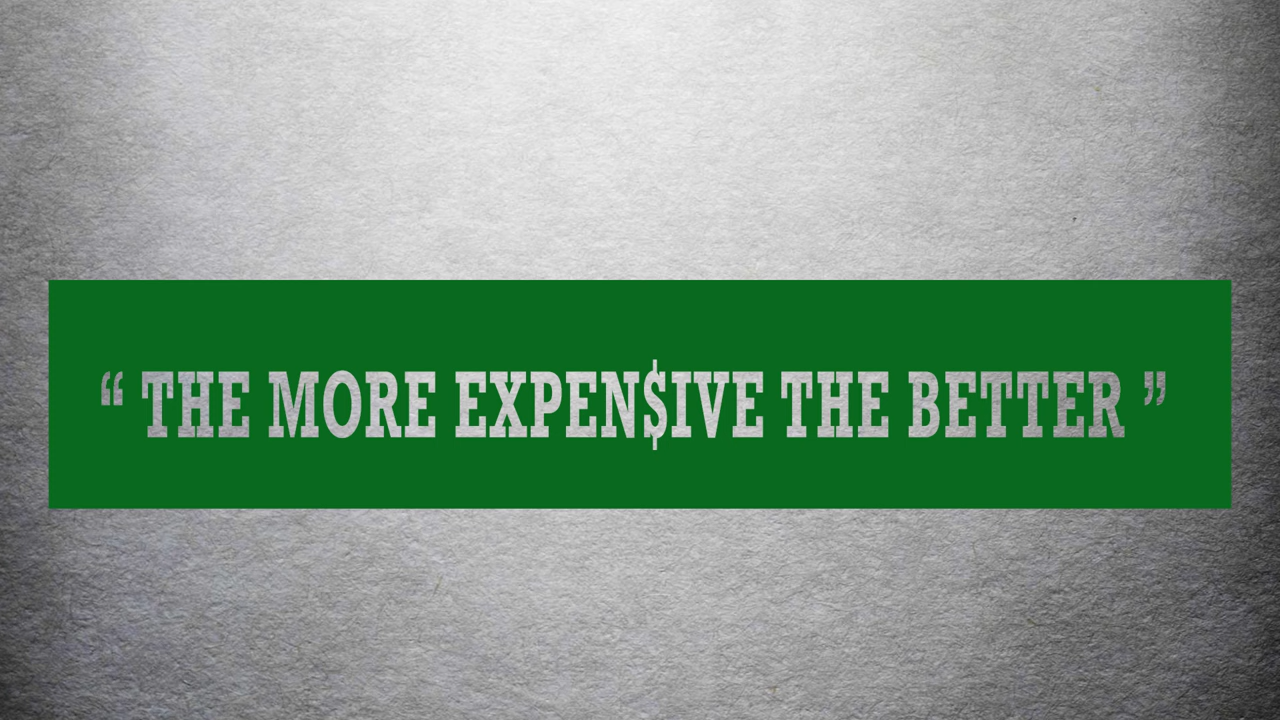 “ THE MORE EXPEN$IVE THE BETTER ”